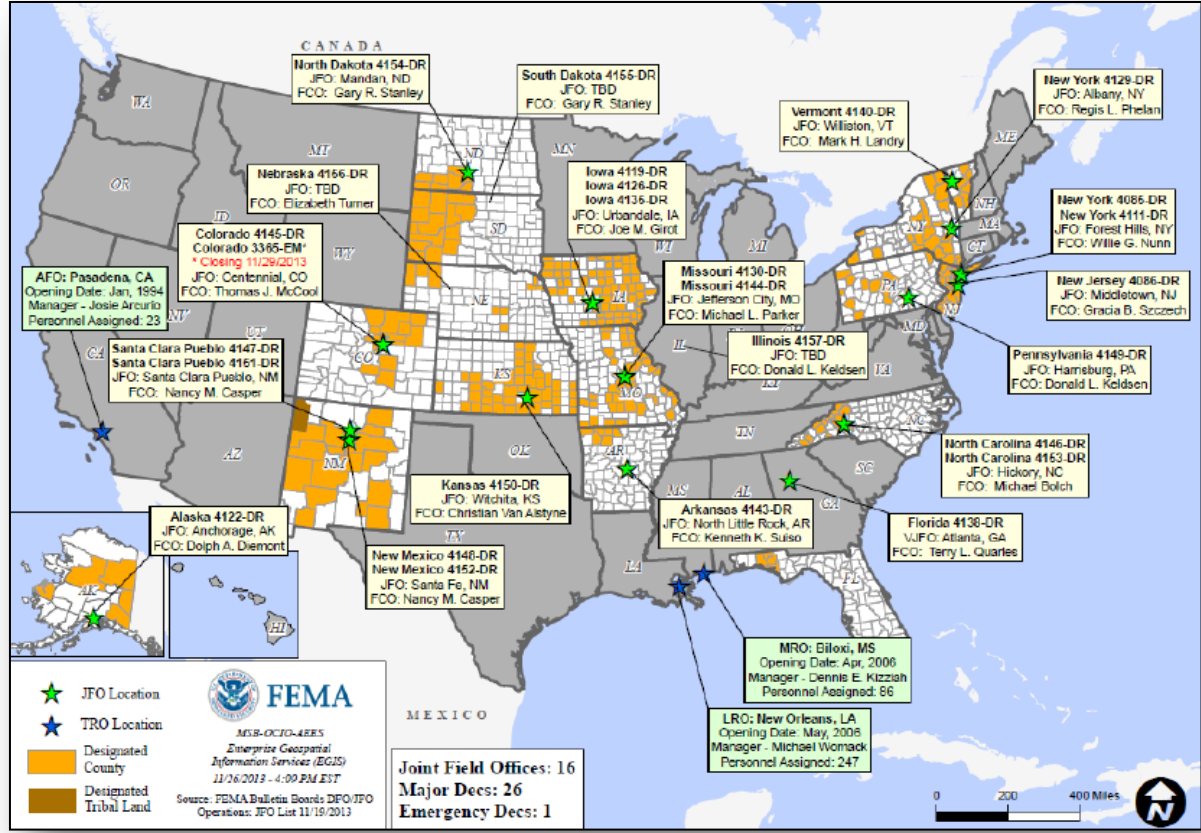 CANADA
North Dakota 4154-DR
JFO: Mandan, ND
FCO: Gary R. Stanley
South Dakota 4155-DR
JFO: TBD
FCO: Gary R. Stanley
New York 4129-DR
JFO: Albany, NY
FCO: Regis L. Phelan
Vermont 4140-DR
JFO: Williston, VT
FCO: Mark H. Landry
WA
MT
ND
MN
ME
OR
ID
SD
WI
MI
NH
NY
MA
CT
WY
Nebraska 4156-DR
JFO: TBD
FCO: Elizabeth Turner
Iowa 4119-DR
Iowa 4126-DR
Iowa 4135-DR
JFO: Urbandale, IA
FCO: Joe M. Girot
New York 4085-DR
New York 4111-DR
JFO: Forest Hills, NY
FCO: Willie G. Nunn
Colorado 4145-DR
Colorado 3365-EM*
* Closing 11/29/2013
JFO: Centennial, CO
FCO: Thomas J. McCool
Missouri 4130-DR
Missouri 4144-DR
JFO: Jefferson City, MO
FCO: Michael L. Parker
AFO: Pasadena, CA
Opening Date: Jan, 1994
Manager - Josie Arcurio
Personnel Assigned: 23
New Jersey 4086-DR
JFO: Middletown, NJ
FCO: Gracia B. Szczech
NE
IA
PA
NJ
NV
UT
CA
CO
IL
OH
MD
Illinois 4157-DR
JFO: TBD
FCO: Donald L. Keldsen
Santa Clara Pueblo 4147-DR
Santa Clara Pueblo 4161-DR
JFO: Santa Clara Pueblo, NM
FCO: Nancy M. Casper
Pennsylvania 4149-DR
JFO: Harrisburg, PA
FCO: Donald L. Keldsen
KS
MO
KY
VA
AZ
NM
OK
TN
NC
AR
SC
MS
AL
GA
North Carolina 4146-DR
North Carolina 4153-DR
JFO: Hickory, NC
FCO: Michael Bolch
Kansas 4150-DR
JFO: Witchita, KS
FCO: Christian Van Alstyne
Arkansas 4143-DR
JFO: North Little Rock, AR
FCO: Kenneth K. Suiso
Florida 4138-DR
VJFO: Atlanta, GA
FCO: Terry L. Quarles
Alaska 4122-DR
JFO: Anchorage, AK
FCO: Dolph A. Diemont
TX
New Mexico 4148-DR
New Mexico 4152-DR
JFO: Santa Fe, NM
FCO: Nancy M. Casper
LA
FL
AK
HI
MRO: Biloxi, MS
Opening Date: Apr, 2006
Manager - Dennis E. Kizziah
Personnel Assigned: 86
LRO: New Orleans, LA
Opening Date: May, 2006
Manager - Michael Womack
Personnel Assigned: 247
MEXICO
JFO Location
TRO Location
Designated
County
Designated
Tribal Land
FEMA
MSB-OCIO-AEES
Enterprise Geospatial
Information Services (EGIS)
11/26/2013 - 4:09 PM EST
Source: FEMA Bulletin Boards DFO/JFO
Operations: JFO List 11/19/2013
Joint Field Offices: 16
Major Decs: 26
Emergency Decs: 1
0 200 400 Miles
N